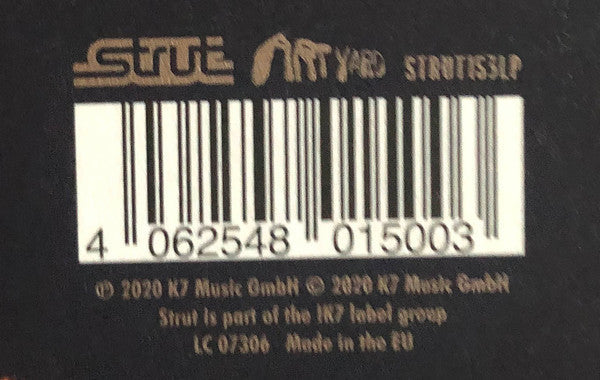 STRUT ART YARD STRUT153LP
4 062548 015003
℗ 2020 K7 Music GmbH © 2020 K7 Music GmbH
Strut is part of the !K7 label group
LC 07306 Made in the EU